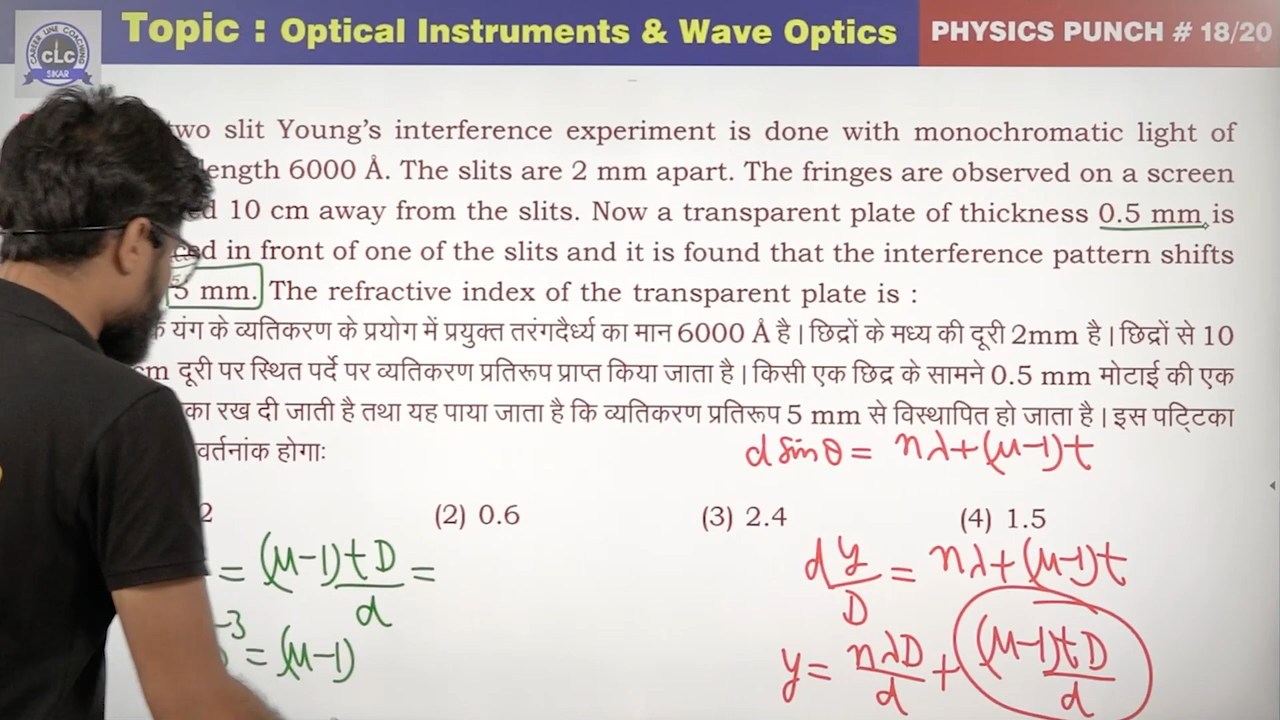 Topic : Optical Instruments & Wave Optics
PHYSICS PUNCH # 18/20
CAREER LINE COACHING
CLC
SIKAR
two slit Young's interference experiment is done with monochromatic light of
length 6000 Å. The slits are 2 mm apart. The fringes are observed on a screen
10 cm away from the slits. Now a transparent plate of thickness 0.5 mm is
in front of one of the slits and it is found that the interference pattern shifts
5 mm. The refractive index of the transparent plate is :
यंग के व्यतिकरण के प्रयोग में प्रयुक्त तरंगदैर्ध्य का मान 6000 Å है। छिद्रों के मध्य की दूरी 2mm है। छिद्रों से 10
cm दूरी पर स्थित पर्दे पर व्यतिकरण प्रतिरूप प्राप्त किया जाता है। किसी एक छिद्र के सामने 0.5 mm मोटाई की एक
का रख दी जाती है तथा यह पाया जाता है कि व्यतिकरण प्रतिरूप 5 mm से विस्थापित हो जाता है। इस पट्टिका
वर्तनांक होगाः
d sinθ = nλ+(μ-1)t
2 (2) 0.6 (3) 2.4 (4) 1.5
= (μ-1)tD/d =
dy/D = nλ+(μ-1)t
-3 = (μ-1)
y = nλD/d + (μ-1)tD/d